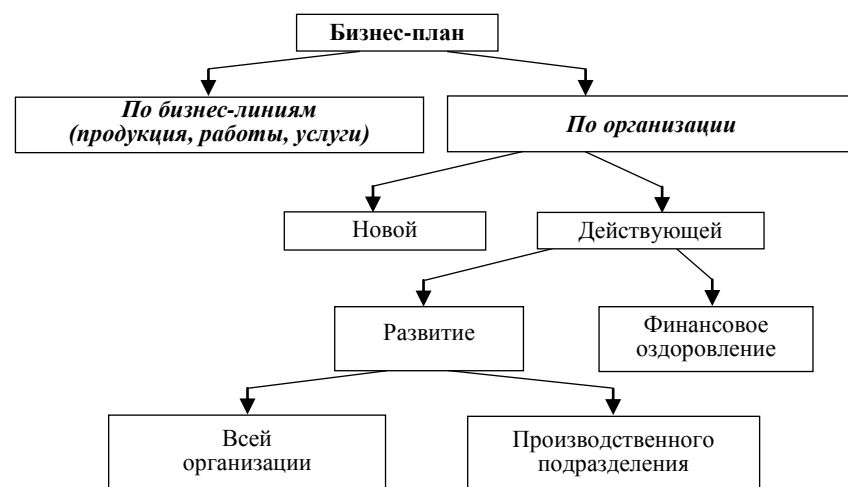 Бизнес-план
По бизнес-линиям
(продукция, работы, услуги)
По организации
Новой
Действующей
Развитие
Финансовое
оздоровление
Всей
организации
Производственного
подразделения